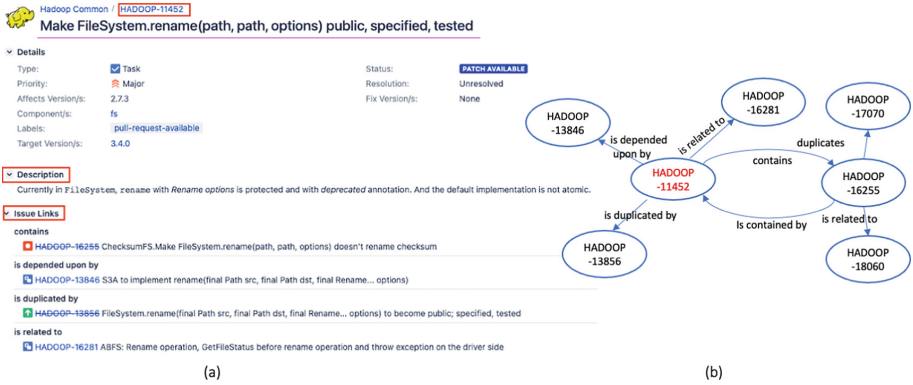 Hadoop Common / HADOOP-11452
Make FileSystem.rename(path, path, options) public, specified, tested
Details
Type: Task
Status: PATCH AVAILABLE
Priority: Major
Resolution: Unresolved
Affects Version/s: 2.7.3
Fix Version/s: None
Component/s: fs
Labels: pull-request-available
Target Version/s: 3.4.0
Description
Currently in FileSystem, rename with Rename options is protected and with deprecated annotation. And the default implementation is not atomic.
Issue Links
contains
HADOOP-16255 ChecksumFS.Make FileSystem.rename(path, path, options) doesn't rename checksum
is depended upon by
HADOOP-13846 S3A to implement rename(final Path src, final Path dst, final Rename... options)
is duplicated by
HADOOP-13856 FileSystem.rename(final Path src, final Path dst, final Rename... options) to become public; specified, tested
is related to
HADOOP-16281 ABFS: Rename operation, GetFileStatus before rename operation and throw exception on the driver side
(a)
HADOOP
-13846
HADOOP
-16281
HADOOP
-17070
is depended
upon by
is related to
duplicates
contains
HADOOP
-11452
HADOOP
-16255
is duplicated by
Is contained by
is related to
HADOOP
-13856
HADOOP
-18060
(b)